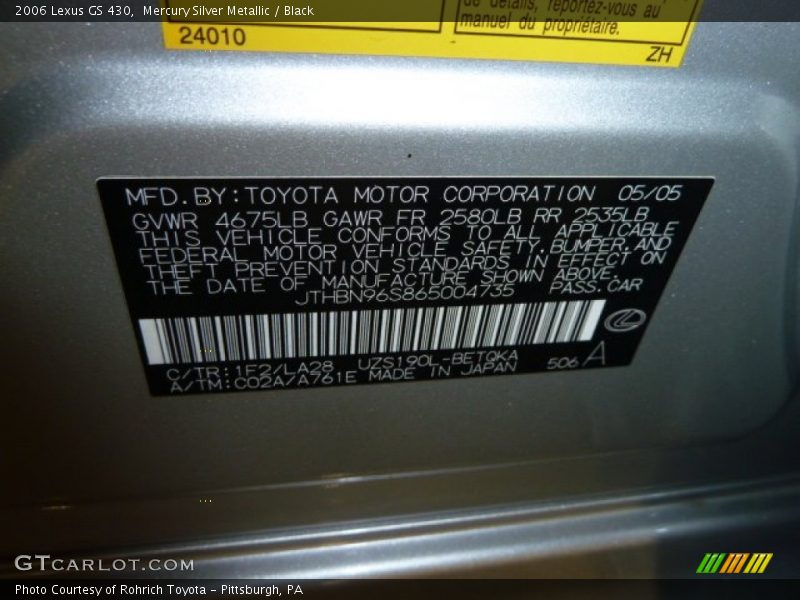 2006 Lexus GS 430, Mercury Silver Metallic / Black
de détails, reportez-vous au
manuel du propriétaire.
24010
ZH
MFD.BY:TOYOTA MOTOR CORPORATION 05/05
GVWR 4675LB GAWR FR 2580LB RR 2535LB
THIS VEHICLE CONFORMS TO ALL APPLICABLE
FEDERAL MOTOR VEHICLE SAFETY,BUMPER,AND
THEFT PREVENTION STANDARDS IN EFFECT ON
THE DATE OF MANUFACTURE SHOWN ABOVE.
JTHBN96S865004735 PASS.CAR
C/TR:1F2/LA28 UZS190L-BETQKA
A/TM:C02A/A761E MADE IN JAPAN 506 A
GTCARLOT.COM
Photo Courtesy of Rohrich Toyota - Pittsburgh, PA